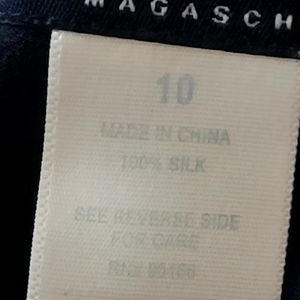 MAGASCH
10
MADE IN CHINA
100% SILK
SEE REVERSE SIDE
FOR CARE